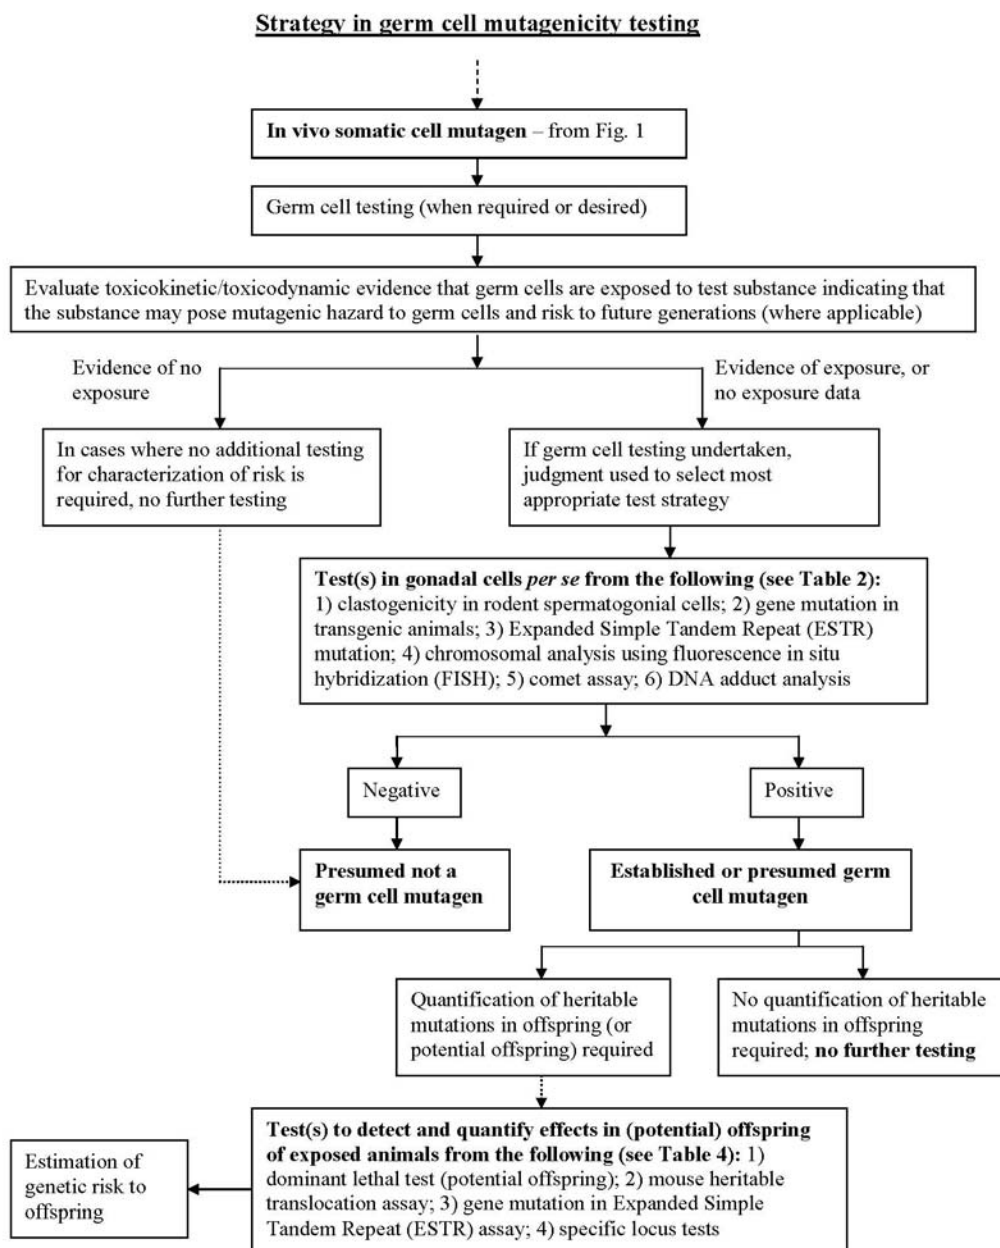 Strategy in germ cell mutagenicity testing
In vivo somatic cell mutagen – from Fig. 1
Germ cell testing (when required or desired)
Evaluate toxicokinetic/toxicodynamic evidence that germ cells are exposed to test substance indicating that
the substance may pose mutagenic hazard to germ cells and risk to future generations (where applicable)
Evidence of no
exposure
Evidence of exposure, or
no exposure data
In cases where no additional testing
for characterization of risk is
required, no further testing
If germ cell testing undertaken,
judgment used to select most
appropriate test strategy
Test(s) in gonadal cells per se from the following (see Table 2):
1) clastogenicity in rodent spermatogonial cells; 2) gene mutation in
transgenic animals; 3) Expanded Simple Tandem Repeat (ESTR)
mutation; 4) chromosomal analysis using fluorescence in situ
hybridization (FISH); 5) comet assay; 6) DNA adduct analysis
Negative
Positive
Presumed not a
germ cell mutagen
Established or presumed germ
cell mutagen
Quantification of heritable
mutations in offspring (or
potential offspring) required
No quantification of heritable
mutations in offspring
required; no further testing
Test(s) to detect and quantify effects in (potential) offspring
of exposed animals from the following (see Table 4): 1)
dominant lethal test (potential offspring); 2) mouse heritable
translocation assay; 3) gene mutation in Expanded Simple
Tandem Repeat (ESTR) assay; 4) specific locus tests
Estimation of
genetic risk to
offspring